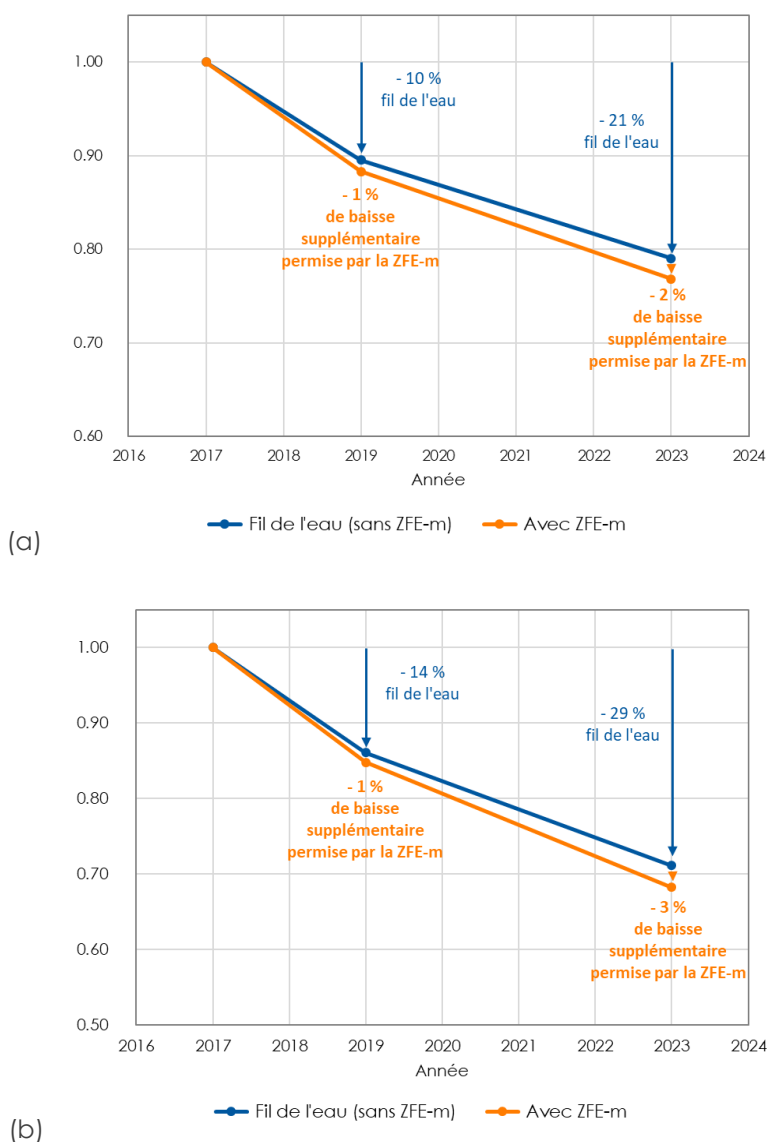 1.00
- 10 %
fil de l'eau
- 21 %
fil de l'eau
0.90
- 1 %
de baisse
supplémentaire
permise par la ZFE-m
0.80
- 2 %
de baisse
supplémentaire
permise par la ZFE-m
0.70
0.60
2016 2017 2018 2019 2020 2021 2022 2023 2024
Année
Fil de l'eau (sans ZFE-m) Avec ZFE-m
(a)
1.00
- 14 %
fil de l'eau
- 29 %
fil de l'eau
0.90
0.80
- 1 %
de baisse
supplémentaire
permise par la ZFE-m
0.70
- 3 %
de baisse
supplémentaire
permise par la ZFE-m
0.60
0.50
2016 2017 2018 2019 2020 2021 2022 2023 2024
Année
Fil de l'eau (sans ZFE-m) Avec ZFE-m
(b)